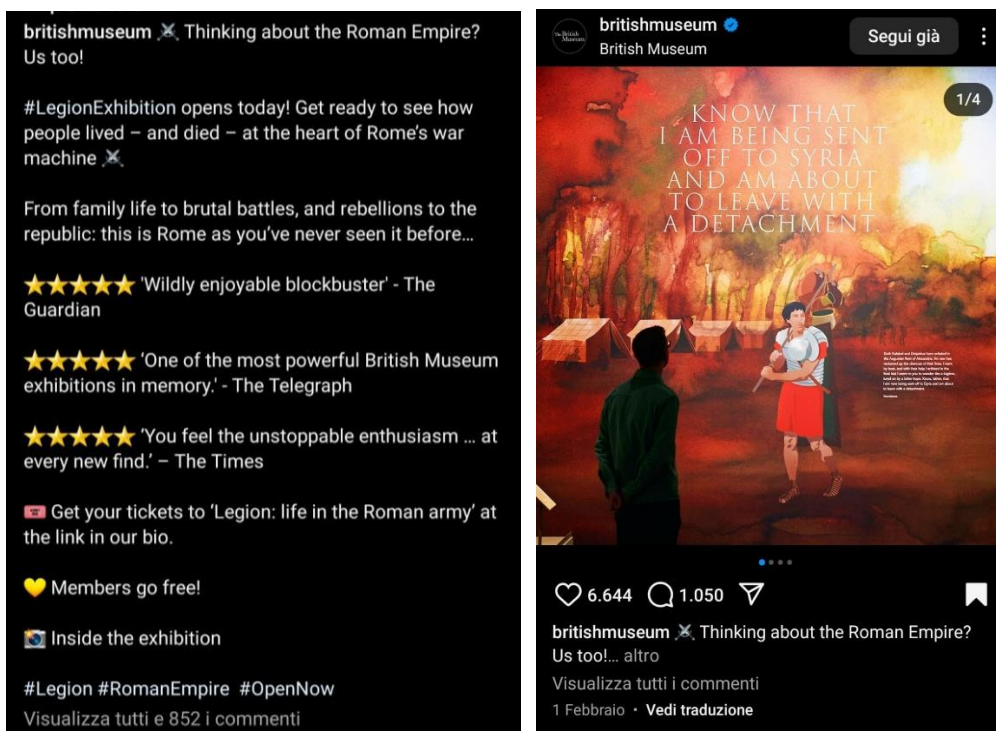 britishmuseum ⚔️ Thinking about the Roman Empire?
Us too!
#LegionExhibition opens today! Get ready to see how
people lived – and died – at the heart of Rome's war
machine ⚔️
From family life to brutal battles, and rebellions to the
republic: this is Rome as you've never seen it before...
⭐⭐⭐⭐⭐ 'Wildly enjoyable blockbuster' - The
Guardian
⭐⭐⭐⭐⭐ 'One of the most powerful British Museum
exhibitions in memory.' - The Telegraph
⭐⭐⭐⭐⭐ 'You feel the unstoppable enthusiasm ... at
every new find.' – The Times
🎟️ Get your tickets to 'Legion: life in the Roman army' at
the link in our bio.
💛 Members go free!
📸 Inside the exhibition
#Legion #RomanEmpire #OpenNow
Visualizza tutti e 852 i commenti
The British
Museum
britishmuseum
British Museum
Segui già
1/4
KNOW THAT
I AM BEING SENT
OFF TO SYRIA
AND AM ABOUT
TO LEAVE WITH
A DETACHMENT.
6.644
1.050
britishmuseum ⚔️ Thinking about the Roman Empire?
Us too!... altro
Visualizza tutti i commenti
1 Febbraio • Vedi traduzione